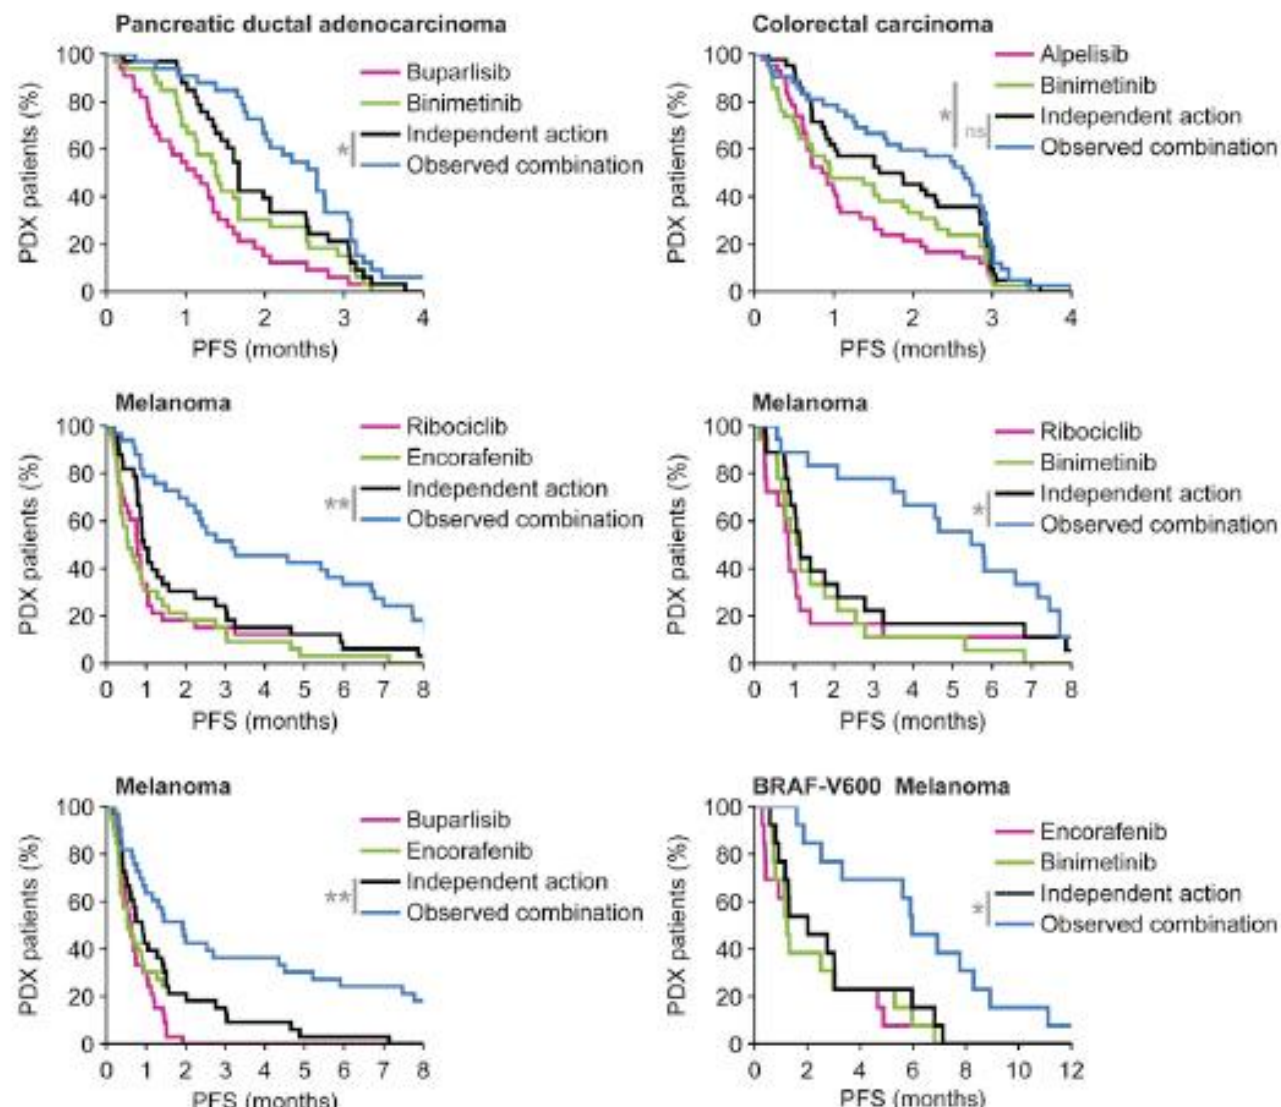 Pancreatic ductal adenocarcinoma
PDX patients (%)
100
80
60
40
20
0
0 1 2 3 4
PFS (months)
Buparlisib
Binimetinib
Independent action
Observed combination
*
Colorectal carcinoma
PDX patients (%)
100
80
60
40
20
0
0 1 2 3 4
PFS (months)
Alpelisib
Binimetinib
Independent action
Observed combination
*
ns
Melanoma
PDX patients (%)
100
80
60
40
20
0
0 1 2 3 4 5 6 7 8
PFS (months)
Ribociclib
Encorafenib
Independent action
Observed combination
**
Melanoma
PDX patients (%)
100
80
60
40
20
0
0 1 2 3 4 5 6 7 8
PFS (months)
Ribociclib
Binimetinib
Independent action
Observed combination
*
Melanoma
PDX patients (%)
100
80
60
40
20
0
0 1 2 3 4 5 6 7 8
PFS (months)
Buparlisib
Encorafenib
Independent action
Observed combination
**
BRAF-V600 Melanoma
PDX patients (%)
100
80
60
40
20
0
0 2 4 6 8 10 12
PFS (months)
Encorafenib
Binimetinib
Independent action
Observed combination
*